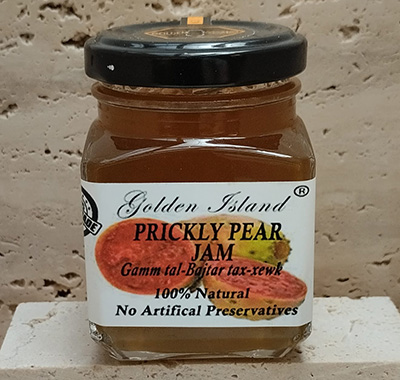 Golden Island ®
PRICKLY PEAR
JAM
Gamm tal-Bajtar tax-xewk
100% Natural
No Artifical Preservatives